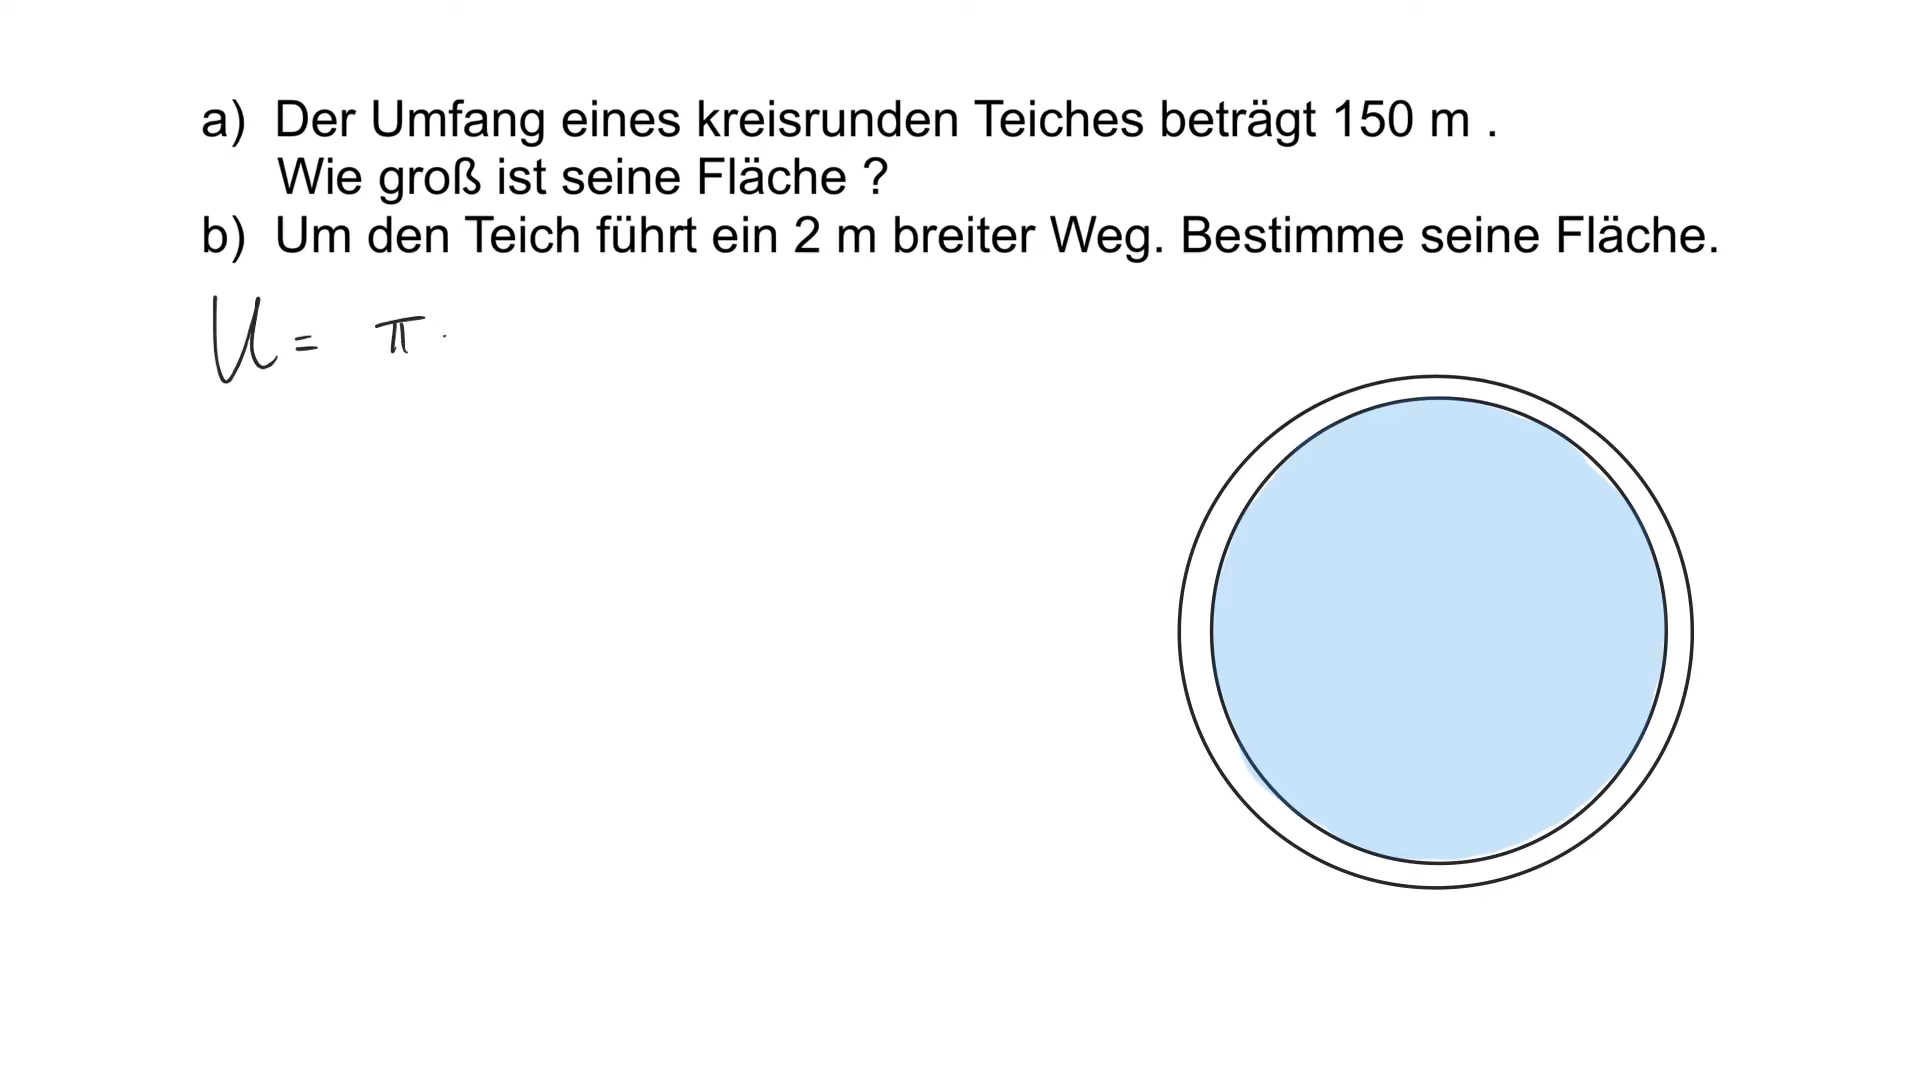 a) Der Umfang eines kreisrunden Teiches beträgt 150 m .
Wie groß ist seine Fläche ?
b) Um den Teich führt ein 2 m breiter Weg. Bestimme seine Fläche.
U = π ·